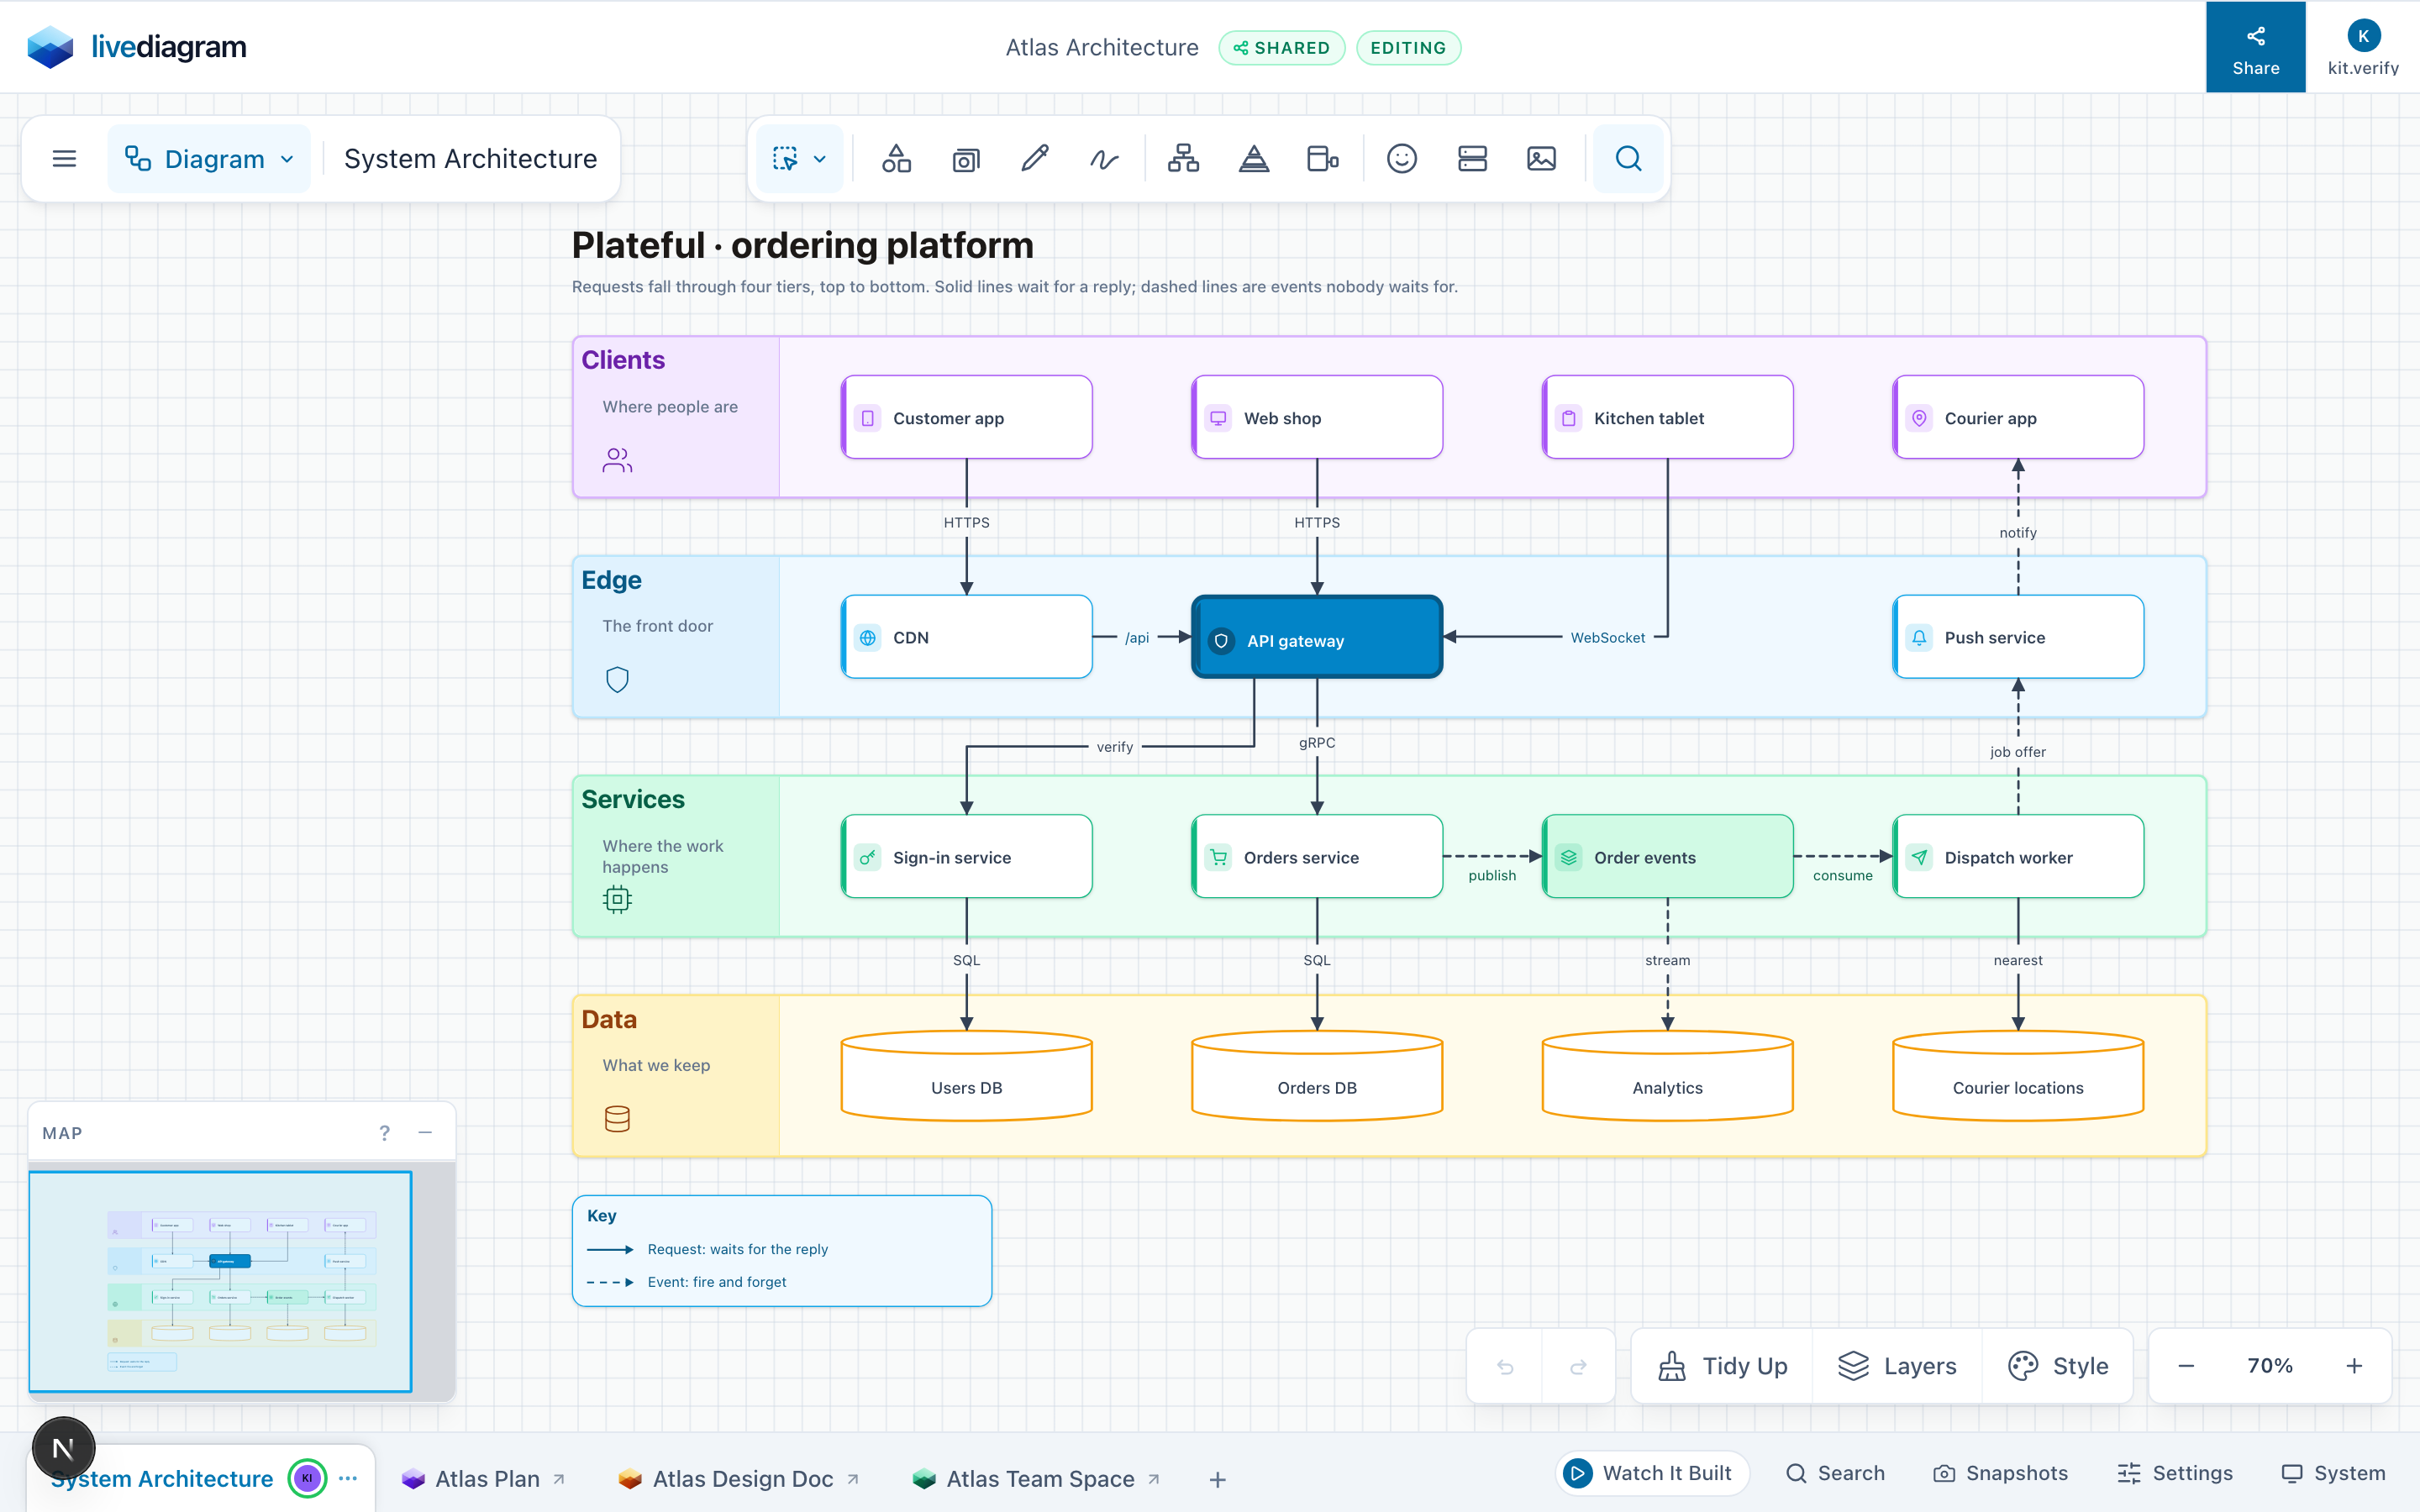 livediagram
Atlas Architecture
SHARED
EDITING
Share
K
kit.verify
Diagram
System Architecture
Plateful · ordering platform
Requests fall through four tiers, top to bottom. Solid lines wait for a reply; dashed lines are events nobody waits for.
Clients
Where people are
Customer app
Web shop
Kitchen tablet
Courier app
HTTPS
HTTPS
notify
Edge
The front door
CDN
/api
API gateway
WebSocket
Push service
verify
gRPC
job offer
Services
Where the work
happens
Sign-in service
Orders service
publish
Order events
consume
Dispatch worker
SQL
SQL
stream
nearest
Data
What we keep
Users DB
Orders DB
Analytics
Courier locations
MAP
?
Key
Request: waits for the reply
Event: fire and forget
Tidy Up
Layers
Style
70%
N
System Architecture
KI
Atlas Plan
Atlas Design Doc
Atlas Team Space
Watch It Built
Search
Snapshots
Settings
System